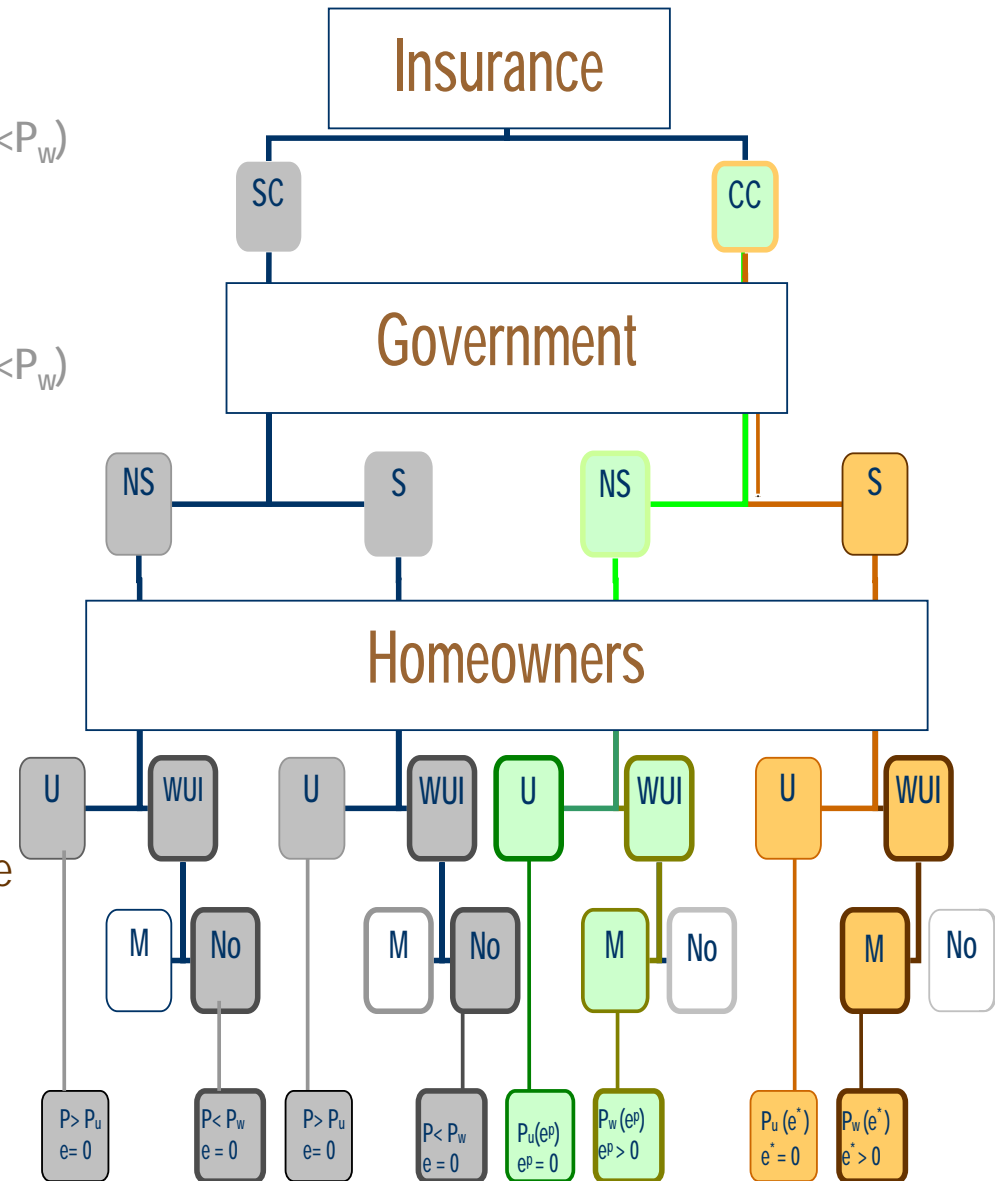 Insurance
<P_w)
SC
CC
Government
<P_w)
NS
S
NS
S
Homeowners
U
WUI
U
WUI
U
WUI
U
WUI
e
M
No
M
No
M
No
M
No
P> P_u
e= 0
P< P_w
e = 0
P> P_u
e= 0
P< P_w
e = 0
P_u(e^p)
e^p = 0
P_w (e^p)
e^p > 0
P_u (e^*)
e^* = 0
P_w (e^*)
e^* > 0